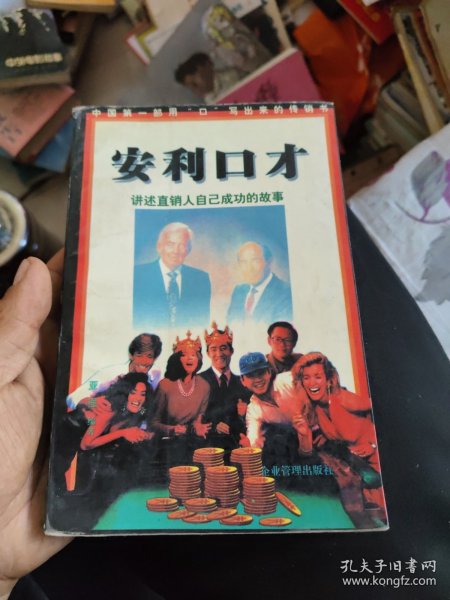 中国第一部用“口”写出来的传销书
安利口才
讲述直销人自己成功的故事
亚
企业管理出版社
孔夫子旧书网
www.kongfz.com